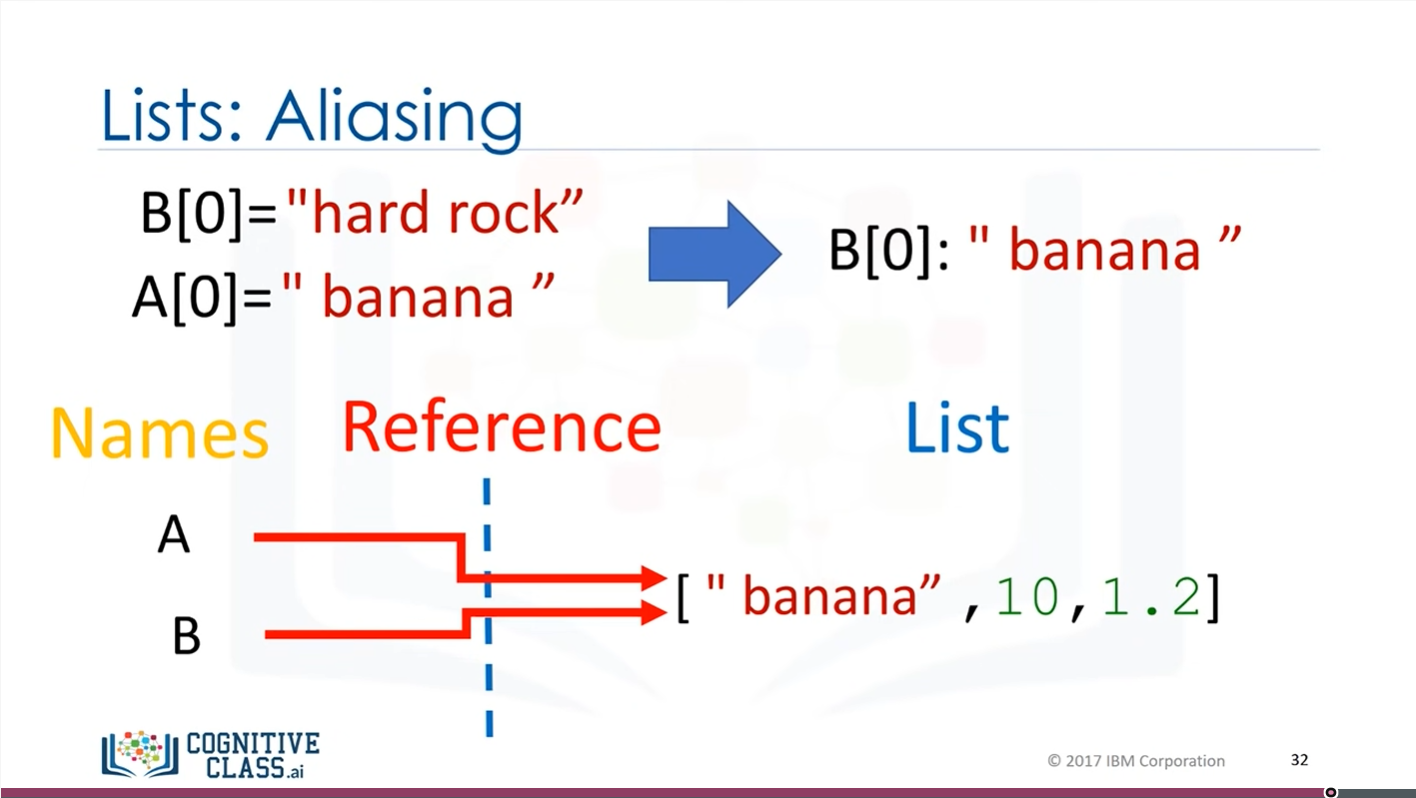 Lists: Aliasing
B[0]="hard rock”
A[0]=" banana ”
B[0]: " banana ”
Names Reference List
A
B
[ " banana” ,10,1.2]
COGNITIVE
CLASS.ai
© 2017 IBM Corporation 32